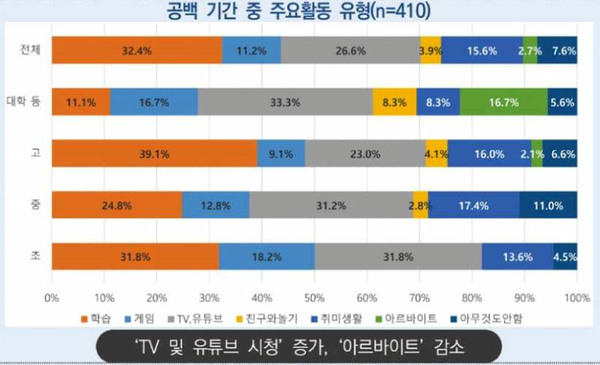 공백 기간 중 주요활동 유형(n=410)
전체 32.4% 11.2% 26.6% 3.9% 15.6% 2.7% 7.6%
대학 등 11.1% 16.7% 33.3% 8.3% 8.3% 16.7% 5.6%
고 39.1% 9.1% 23.0% 4.1% 16.0% 2.1% 6.6%
중 24.8% 12.8% 31.2% 2.8% 17.4% 11.0%
초 31.8% 18.2% 31.8% 13.6% 4.5%
0% 10% 20% 30% 40% 50% 60% 70% 80% 90% 100%
학습 게임 TV,유튜브 친구와놀기 취미생활 아르바이트 아무것도안함
‘TV 및 유튜브 시청’ 증가, ‘아르바이트’ 감소